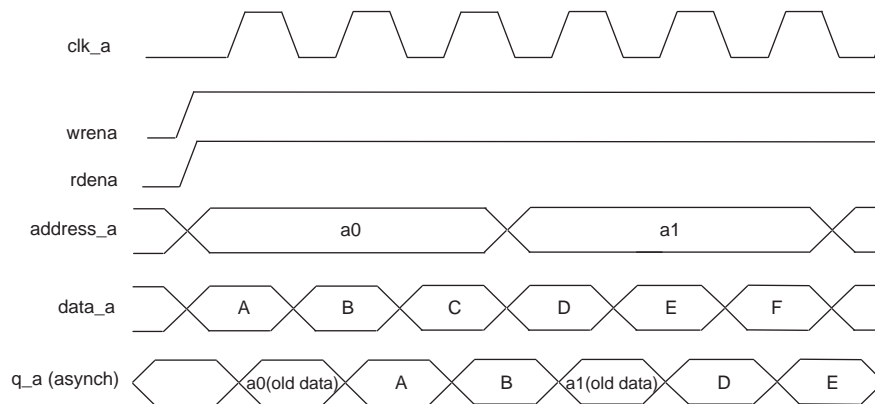 clk_a
wrena
rdena
address_a a0 a1
data_a A B C D E F
q_a (asynch) a0(old data) A B a1(old data) D E